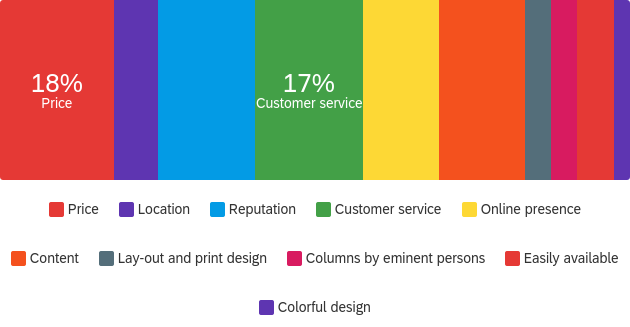 18%
Price
17%
Customer service
Price
Location
Reputation
Customer service
Online presence
Content
Lay-out and print design
Columns by eminent persons
Easily available
Colorful design